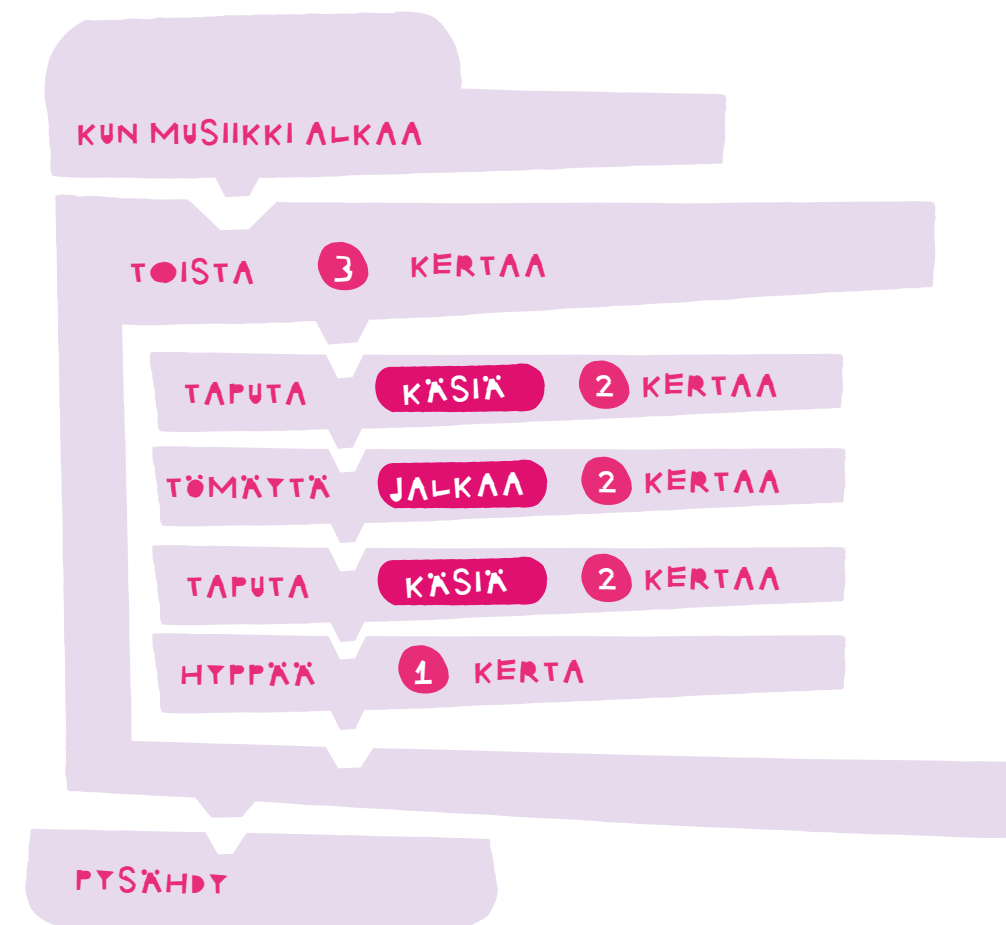 KUN MUSIIKKI ALKAA
TOISTA 3 KERTAA
TAPUTA KÄSIÄ 2 KERTAA
TÖMÄYTTÄ JALKAA 2 KERTAA
TAPUTA KÄSIÄ 2 KERTAA
HYPPÄÄ 1 KERTA
PYSÄHDY